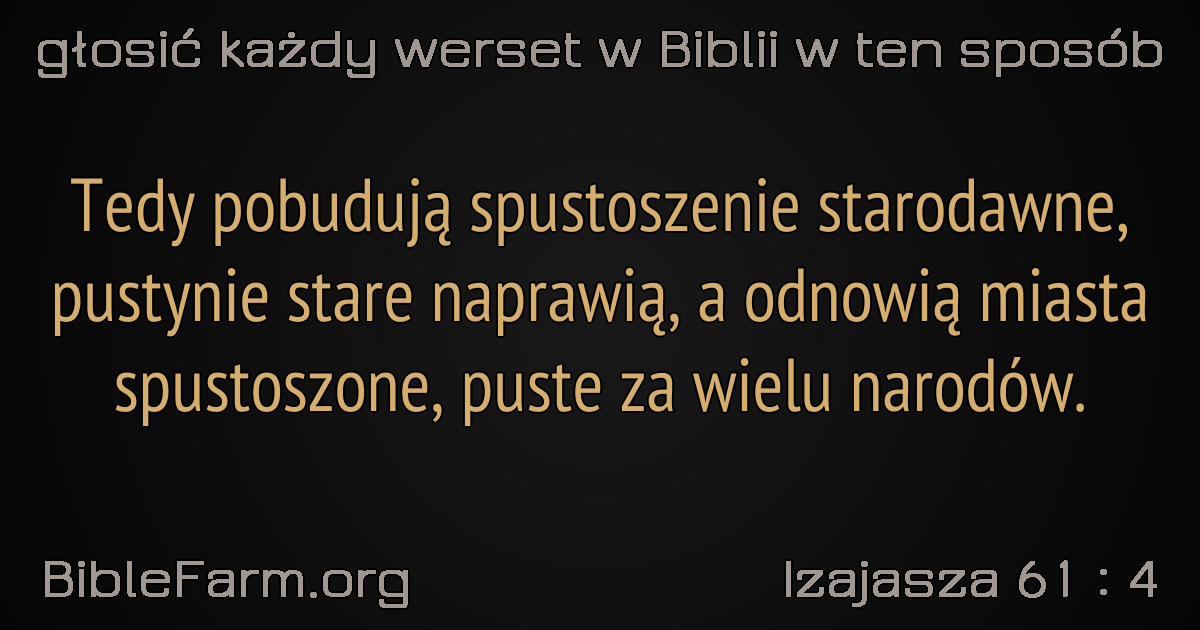 głosić każdy werset w Biblii w ten sposób
Tedy pobudują spustoszenie starodawne,
pustynie stare naprawią, a odnowią miasta
spustoszone, puste za wielu narodów.
BibleFarm.org
Izajasza 61 : 4